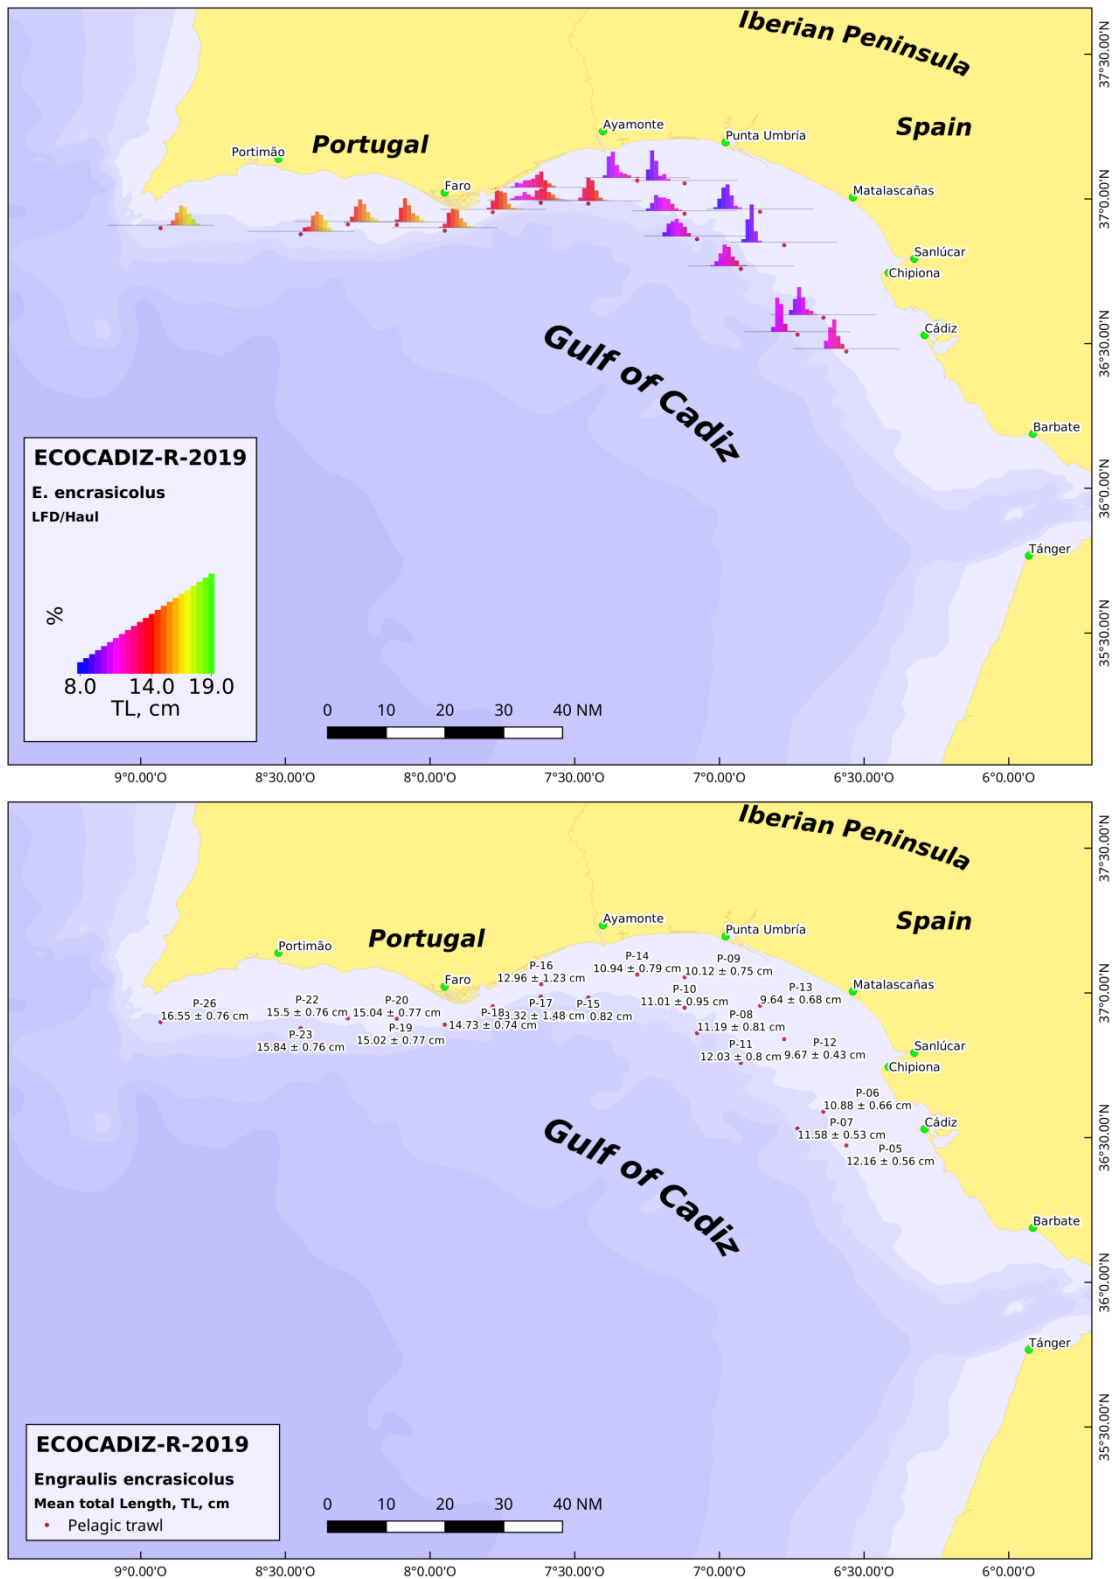 Iberian Peninsula
37°30.00'N
Spain
Ayamonte
Punta Umbría
Portugal
Portimão
Faro
Matalascañas
37°0.00'N
Sanlúcar
Chipiona
Cádiz
36°30.00'N
Gulf of Cadiz
Barbate
36°0.00'N
Tánger
35°30.00'N
ECOCADIZ-R-2019
E. encrasicolus
LFD/Haul
%
8.0 14.0 19.0
TL, cm
0 10 20 30 40 NM
9°0.00'O 8°30.00'O 8°0.00'O 7°30.00'O 7°0.00'O 6°30.00'O 6°0.00'O
Iberian Peninsula
37°30.00'N
Spain
Ayamonte
Punta Umbría
Portugal
Portimão
Faro
Matalascañas
37°0.00'N
P-14
10.94 ± 0.79 cm
P-09
10.12 ± 0.75 cm
P-16
12.96 ± 1.23 cm
P-10
11.01 ± 0.95 cm
P-13
9.64 ± 0.68 cm
P-26
16.55 ± 0.76 cm
P-22
15.5 ± 0.76 cm
P-20
15.04 ± 0.77 cm
P-17
3.32 ± 1.48 cm
P-15
0.82 cm
P-18
14.73 ± 0.74 cm
P-08
11.19 ± 0.81 cm
P-19
15.02 ± 0.77 cm
P-23
15.84 ± 0.76 cm
P-11
12.03 ± 0.8 cm
P-12
9.67 ± 0.43 cm
Sanlúcar
Chipiona
P-06
10.88 ± 0.66 cm
P-07
11.58 ± 0.53 cm
P-05
12.16 ± 0.56 cm
Cádiz
36°30.00'N
Gulf of Cadiz
Barbate
36°0.00'N
Tánger
35°30.00'N
ECOCADIZ-R-2019
Engraulis encrasicolus
Mean total Length, TL, cm
Pelagic trawl
0 10 20 30 40 NM
9°0.00'O 8°30.00'O 8°0.00'O 7°30.00'O 7°0.00'O 6°30.00'O 6°0.00'O